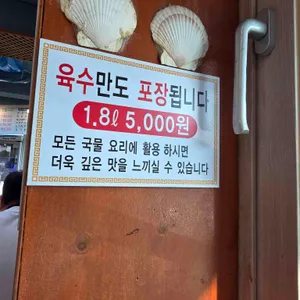 육수만도 포장됩니다
1.8ℓ 5,000원
모든 국물 요리에 활용 하시면
더욱 깊은 맛을 느끼실 수 있습니다